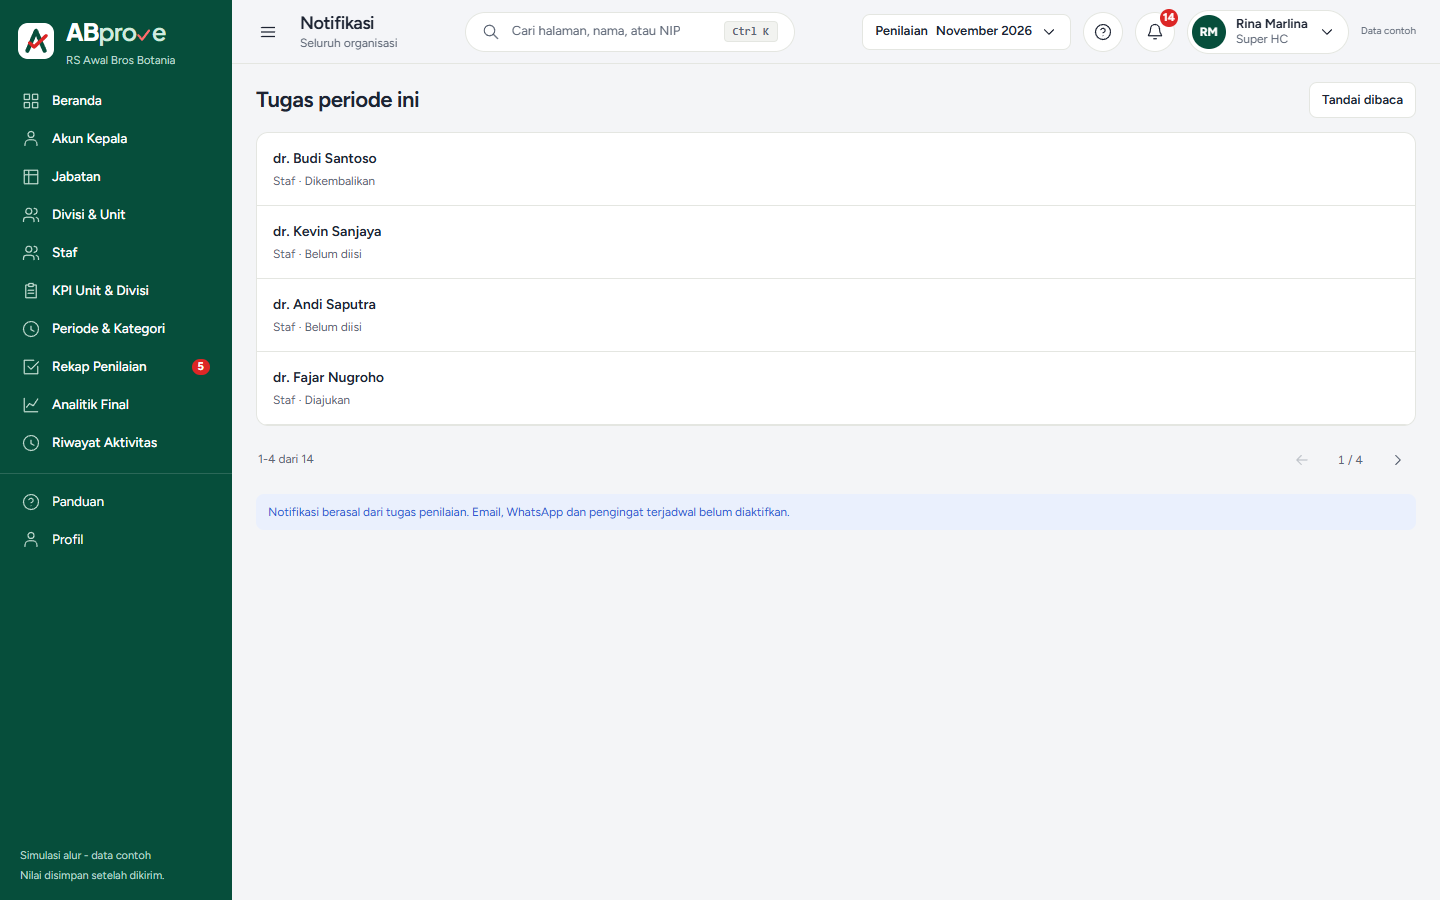 ABprove
RS Awal Bros Botania
Beranda
Akun Kepala
Jabatan
Divisi & Unit
Staf
KPI Unit & Divisi
Periode & Kategori
Rekap Penilaian 5
Analitik Final
Riwayat Aktivitas
Panduan
Profil
Simulasi alur - data contoh
Nilai disimpan setelah dikirim.
Notifikasi
Seluruh organisasi
Cari halaman, nama, atau NIP Ctrl K
Penilaian November 2026
14
RM
Rina Marlina
Super HC
Data contoh
Tugas periode ini
Tandai dibaca
dr. Budi Santoso
Staf · Dikembalikan
dr. Kevin Sanjaya
Staf · Belum diisi
dr. Andi Saputra
Staf · Belum diisi
dr. Fajar Nugroho
Staf · Diajukan
1-4 dari 14
1 / 4
Notifikasi berasal dari tugas penilaian. Email, WhatsApp dan pengingat terjadwal belum diaktifkan.